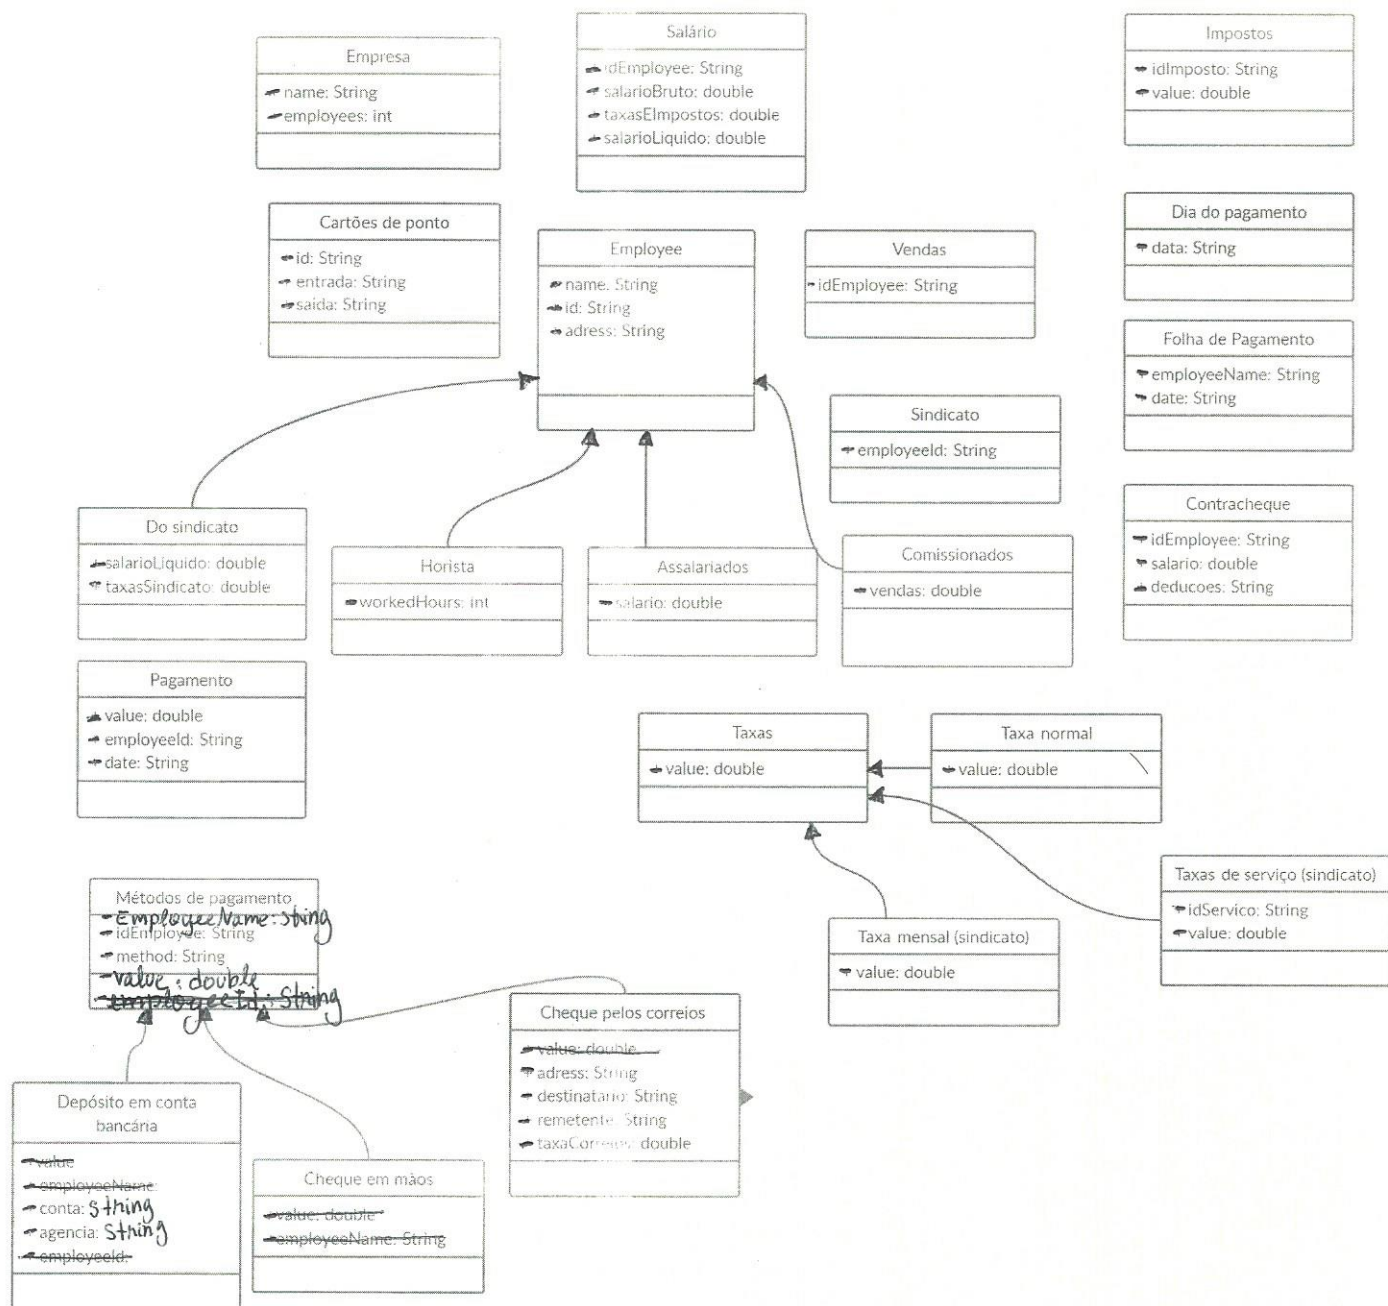 Empresa
name: String
employees: int
Salário
idEmployee: String
salarioBruto: double
taxasEImpostos: double
salarioLiquido: double
Impostos
idImposto: String
value: double
Cartões de ponto
id: String
entrada: String
saida: String
Employee
name: String
id: String
adress: String
Vendas
idEmployee: String
Dia do pagamento
data: String
Folha de Pagamento
employeeName: String
date: String
Sindicato
employeeId: String
Contracheque
idEmployee: String
salario: double
deducoes: String
Do sindicato
salarioLiquido: double
taxasSindicato: double
Horista
workedHours: int
Assalariados
salario: double
Comissionados
vendas: double
Pagamento
value: double
employeeId: String
date: String
Taxas
value: double
Taxa normal
value: double
Taxas de serviço (sindicato)
idServico: String
value: double
Taxa mensal (sindicato)
value: double
Métodos de pagamento
- EmployeeName: String
idEmployee: String
method: String
- value: double
- employeeId: String
Cheque pelos correios
value: double
adress: String
destinatario: String
remetente: String
taxaCorreios: double
Depósito em conta
bancária
value
employeeName:
conta: String
agencia: String
employeeId:
Cheque em mãos
value: double
employeeName: String